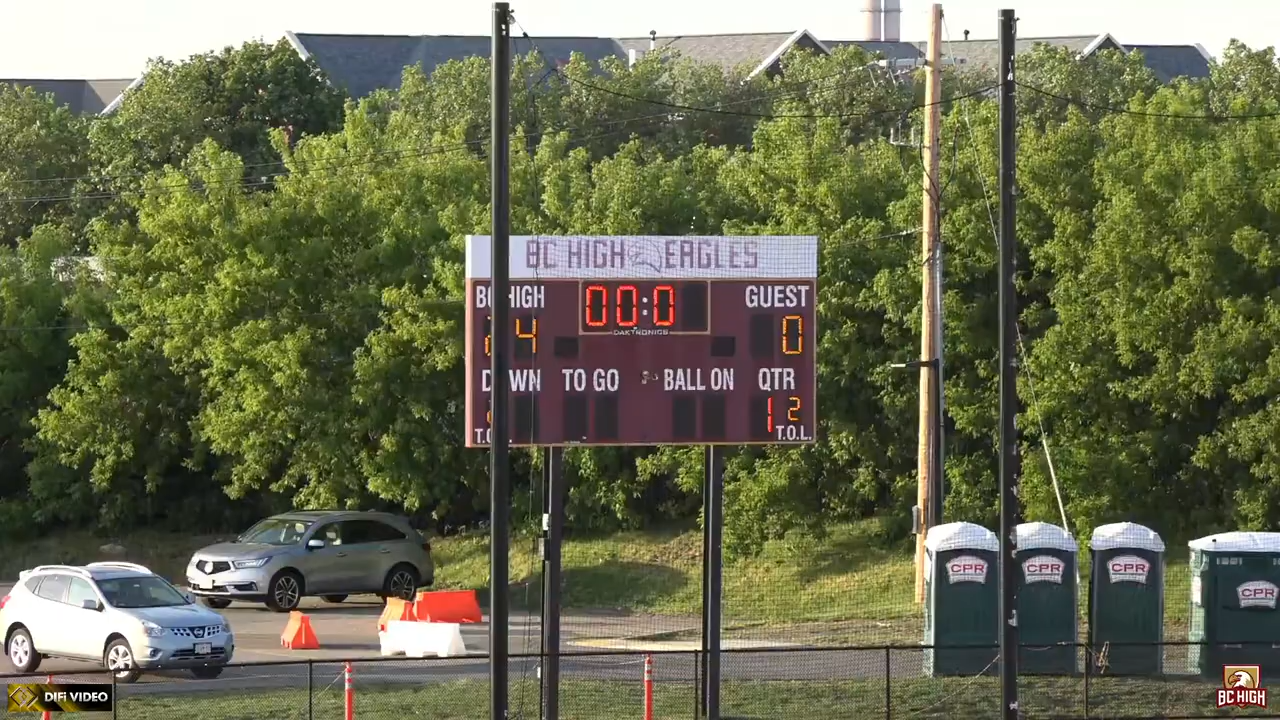 BC HIGH EAGLES
BC HIGH
00:0
GUEST
4
DAKTRONICS
0
DOWN
TO GO
BALL ON
QTR
1
2
T.O.L.
T.O.L.
CPR
CPR
CPR
CPR
DIFI VIDEO
BC HIGH